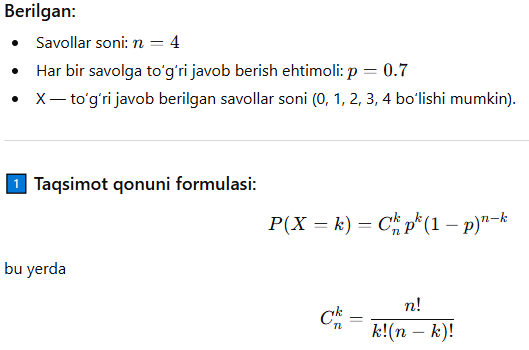 Berilgan:
• Savollar soni: n = 4
• Har bir savolga to‘g‘ri javob berish ehtimoli: p = 0.7
• X — to‘g‘ri javob berilgan savollar soni (0, 1, 2, 3, 4 bo‘lishi mumkin).
1 Taqsimot qonuni formulasi:
P(X = k) = C_n^k p^k (1 − p)^{n−k}
bu yerda
C_n^k = \frac{n!}{k!(n − k)!}